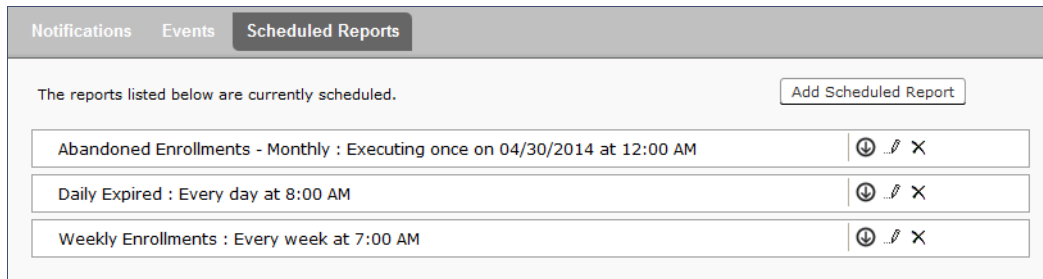 Notifications Events Scheduled Reports
The reports listed below are currently scheduled. Add Scheduled Report
Abandoned Enrollments - Monthly : Executing once on 04/30/2014 at 12:00 AM
Daily Expired : Every day at 8:00 AM
Weekly Enrollments : Every week at 7:00 AM